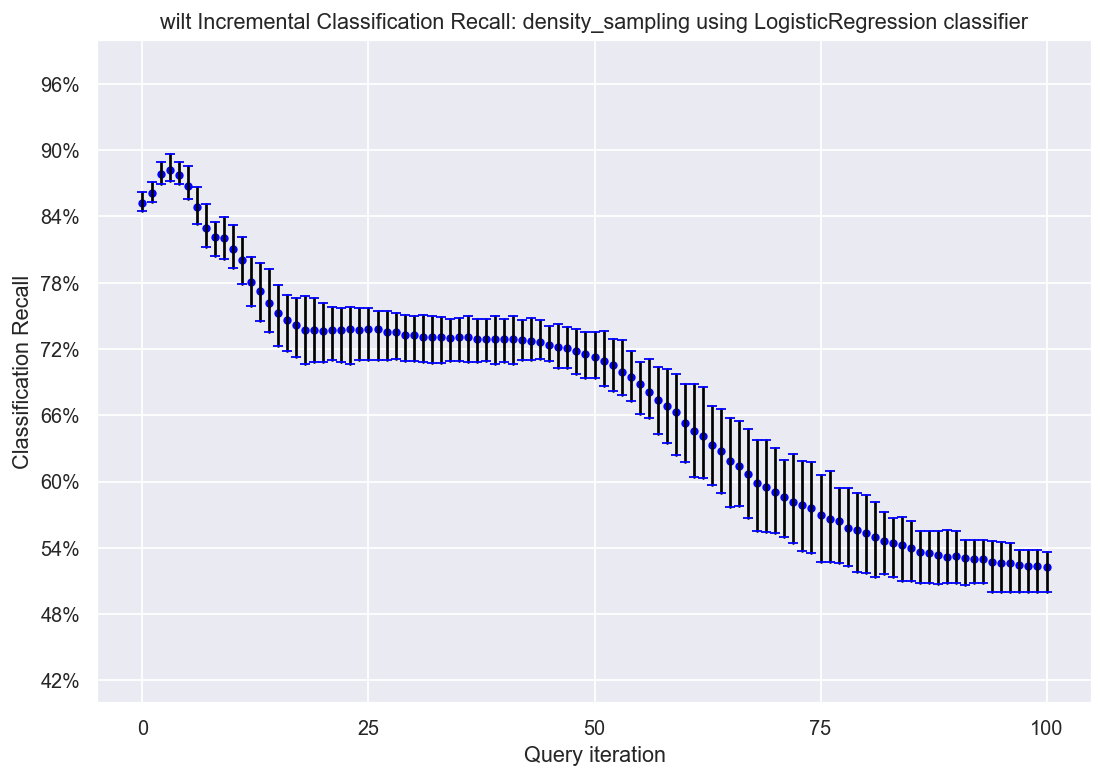 wilt Incremental Classification Recall: density_sampling using LogisticRegression classifier
96%
90%
84%
78%
72%
66%
60%
54%
48%
42%
Classification Recall
0 25 50 75 100
Query iteration